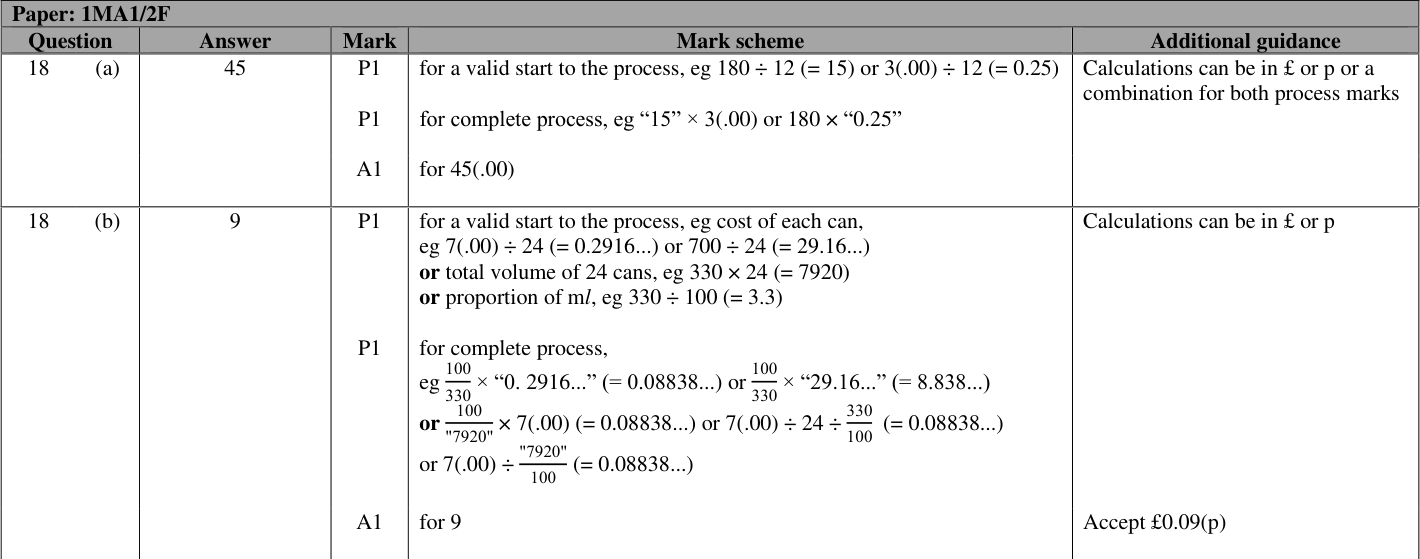 Paper: 1MA1/2F
Question Answer Mark Mark scheme Additional guidance
18 (a) 45 P1 for a valid start to the process, eg 180 ÷ 12 (= 15) or 3(.00) ÷ 12 (= 0.25) Calculations can be in £ or p or a
combination for both process marks
P1 for complete process, eg “15” × 3(.00) or 180 × “0.25”
A1 for 45(.00)
18 (b) 9 P1 for a valid start to the process, eg cost of each can, Calculations can be in £ or p
eg 7(.00) ÷ 24 (= 0.2916...) or 700 ÷ 24 (= 29.16...)
or total volume of 24 cans, eg 330 × 24 (= 7920)
or proportion of ml, eg 330 ÷ 100 (= 3.3)
P1 for complete process,
eg 100/330 × “0. 2916...” (= 0.08838...) or 100/330 × “29.16...” (= 8.838...)
or 100/"7920" × 7(.00) (= 0.08838...) or 7(.00) ÷ 24 ÷ 330/100 (= 0.08838...)
or 7(.00) ÷ "7920"/100 (= 0.08838...)
A1 for 9 Accept £0.09(p)